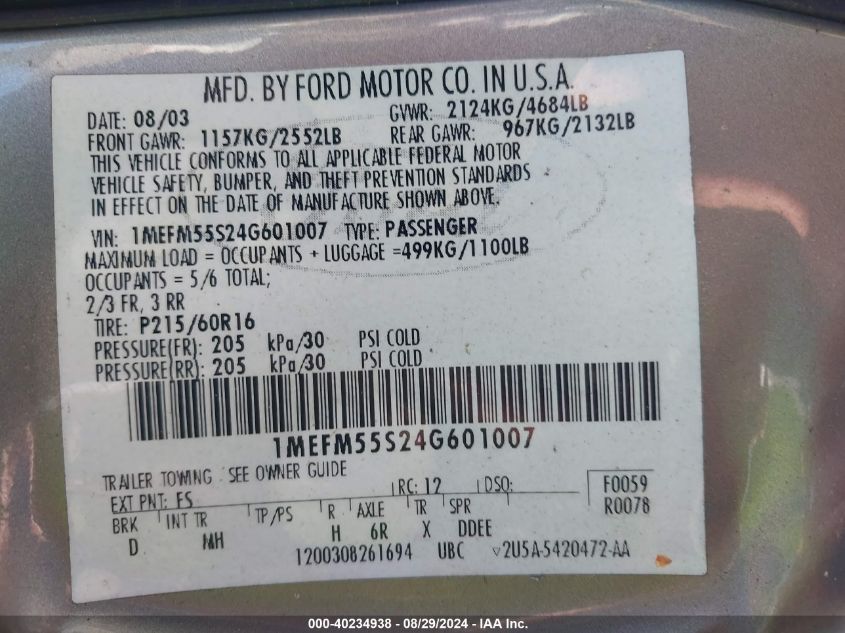 MFD. BY FORD MOTOR CO. IN U.S.A.
DATE: 08/03 GVWR: 2124KG/4684LB
FRONT GAWR: 1157KG/2552LB REAR GAWR: 967KG/2132LB
THIS VEHICLE CONFORMS TO ALL APPLICABLE FEDERAL MOTOR
VEHICLE SAFETY, BUMPER, AND THEFT PREVENTION STANDARDS
IN EFFECT ON THE DATE OF MANUFACTURE SHOWN ABOVE.
VIN: 1MEFM55S24G601007 TYPE: PASSENGER
MAXIMUM LOAD = OCCUPANTS + LUGGAGE =499KG/1100LB
OCCUPANTS = 5/6 TOTAL;
2/3 FR, 3 RR
TIRE: P215/60R16
PRESSURE(FR): 205 kPa/30 PSI COLD
PRESSURE(RR): 205 kPa/30 PSI COLD
1MEFM55S24G601007
TRAILER TOWING : SEE OWNER GUIDE
EXT PNT: FS RC: 12 DSO: F0059
BRK INT TR TP/PS R AXLE TR SPR R0078
D MH H 6R X DDEE
1200308261694 UBC 2U5A-5420472-AA
000-40234938 - 08/29/2024 - IAA Inc.